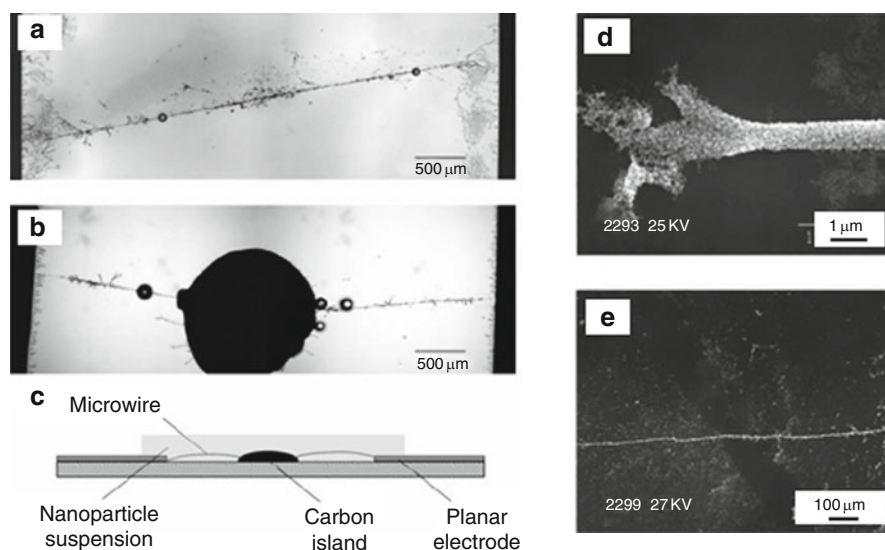 a
500 μm
b
500 μm
c
Microwire
Nanoparticle
suspension
Carbon
island
Planar
electrode
d
2293 25 KV
1 μm
e
2299 27 KV
100 μm